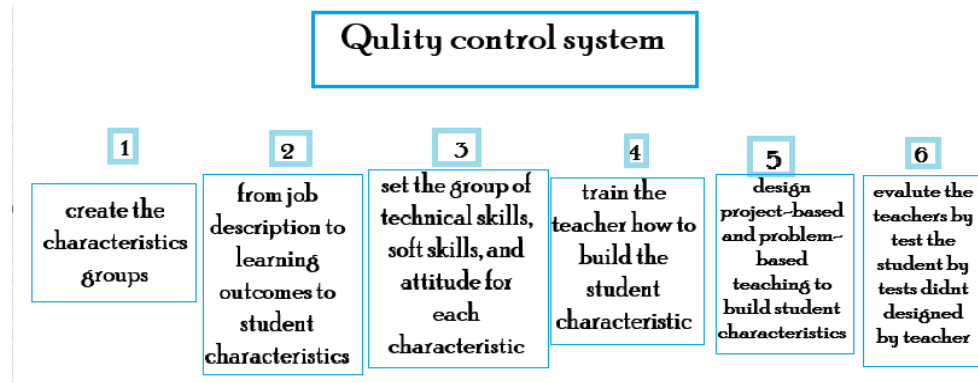 Qulity control system
1
create the
characteristics
groups
2
from job
description to
learning
outcomes to
student
characteristics
3
set the group of
technical skills,
soft skills, and
attitude for
each
characteristic
4
train the
teacher how to
build the
student
characteristic
5
design
project-based
and problem-
based
teaching to
build student
characteristics
6
evalute the
teachers by
test the
student by
tests didnt
designed
by teacher